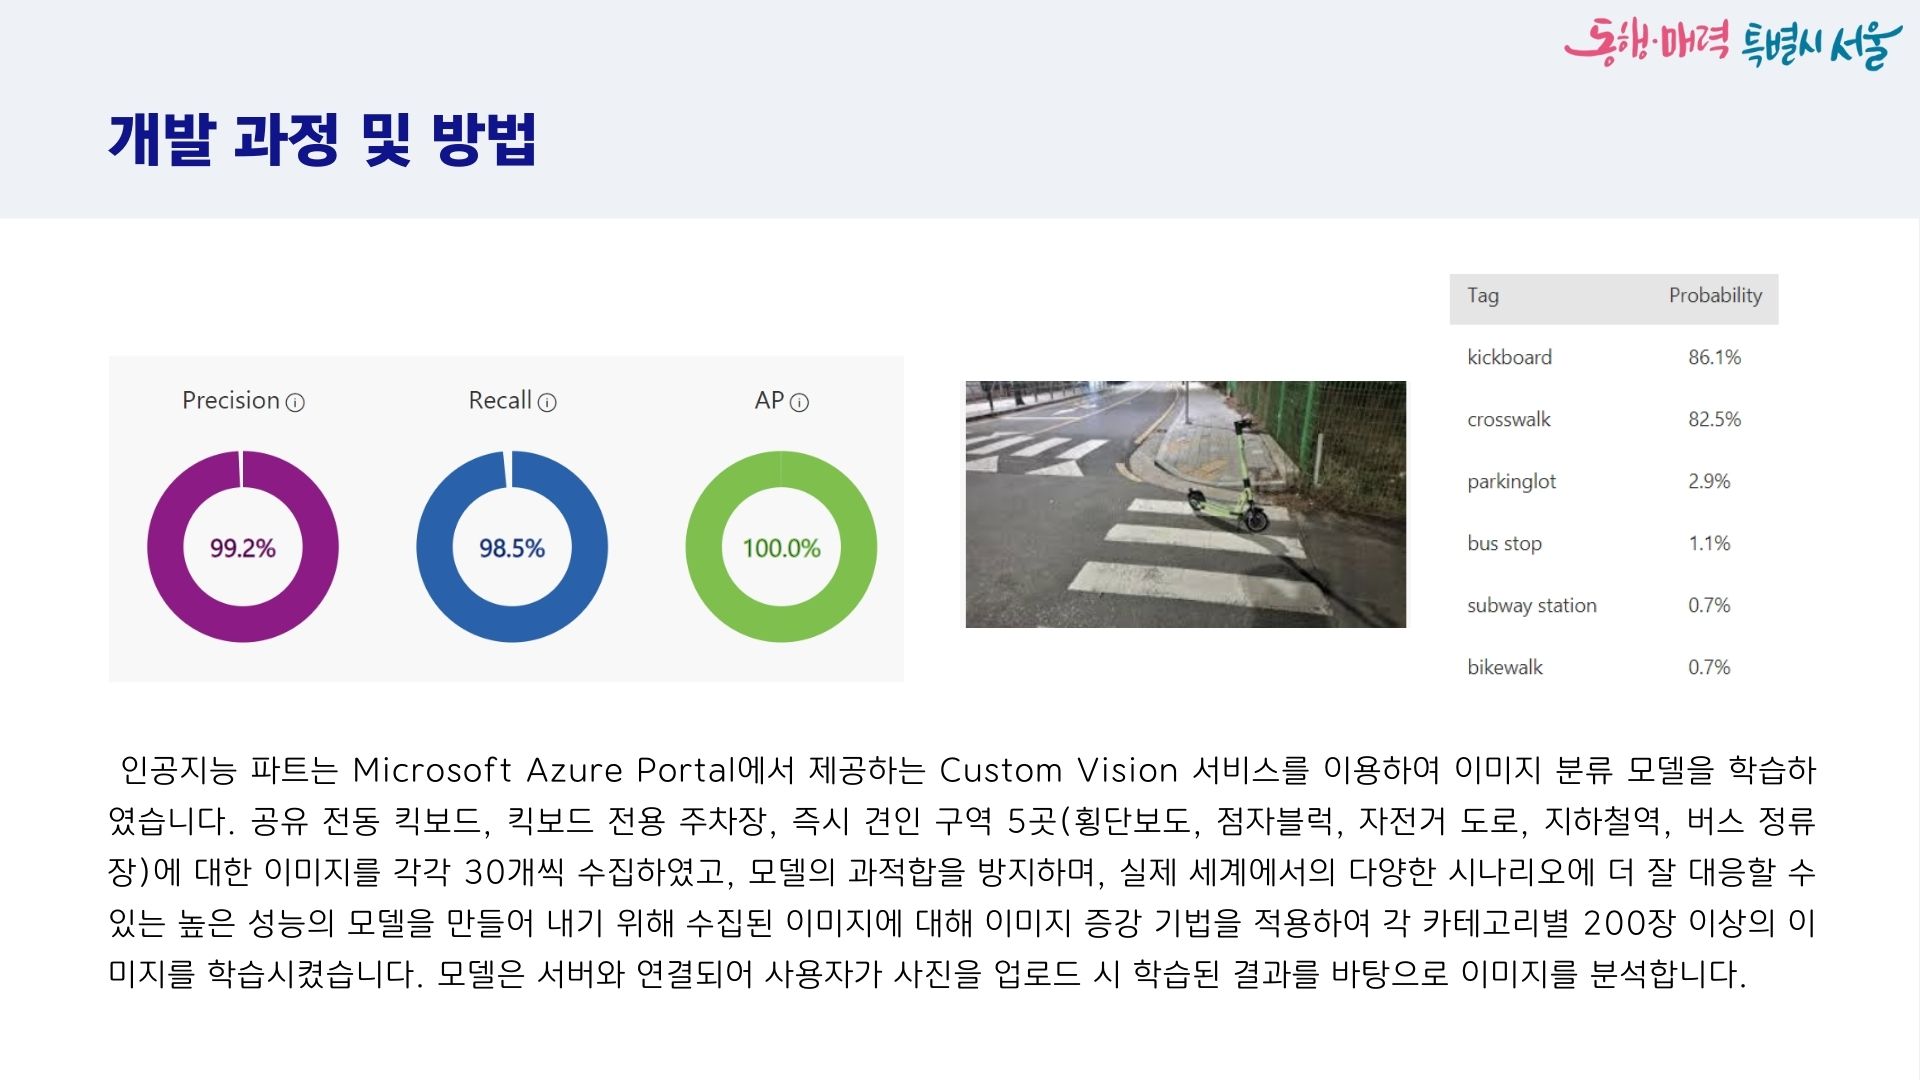 동행·매력 특별시 서울
개발 과정 및 방법
Precision
Recall
AP
99.2%
98.5%
100.0%
Tag Probability
kickboard 86.1%
crosswalk 82.5%
parkinglot 2.9%
bus stop 1.1%
subway station 0.7%
bikewalk 0.7%
인공지능 파트는 Microsoft Azure Portal에서 제공하는 Custom Vision 서비스를 이용하여 이미지 분류 모델을 학습하
였습니다. 공유 전동 킥보드, 킥보드 전용 주차장, 즉시 견인 구역 5곳(횡단보도, 점자블럭, 자전거 도로, 지하철역, 버스 정류
장)에 대한 이미지를 각각 30개씩 수집하였고, 모델의 과적합을 방지하며, 실제 세계에서의 다양한 시나리오에 더 잘 대응할 수
있는 높은 성능의 모델을 만들어 내기 위해 수집된 이미지에 대해 이미지 증강 기법을 적용하여 각 카테고리별 200장 이상의 이
미지를 학습시켰습니다. 모델은 서버와 연결되어 사용자가 사진을 업로드 시 학습된 결과를 바탕으로 이미지를 분석합니다.